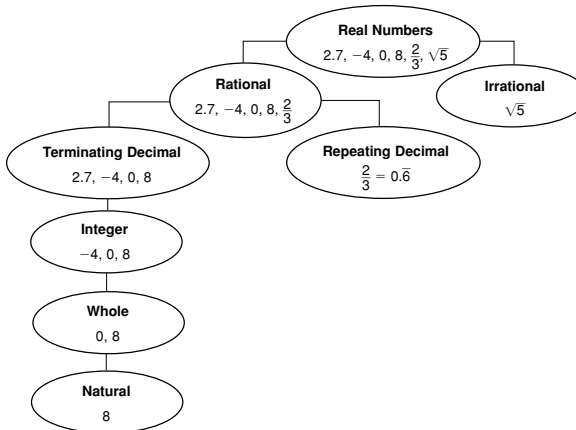 Real Numbers
2.7, −4, 0, 8, 2/3, √5
Rational
2.7, −4, 0, 8, 2/3
Irrational
√5
Terminating Decimal
2.7, −4, 0, 8
Repeating Decimal
2/3 = 0.6̅
Integer
−4, 0, 8
Whole
0, 8
Natural
8